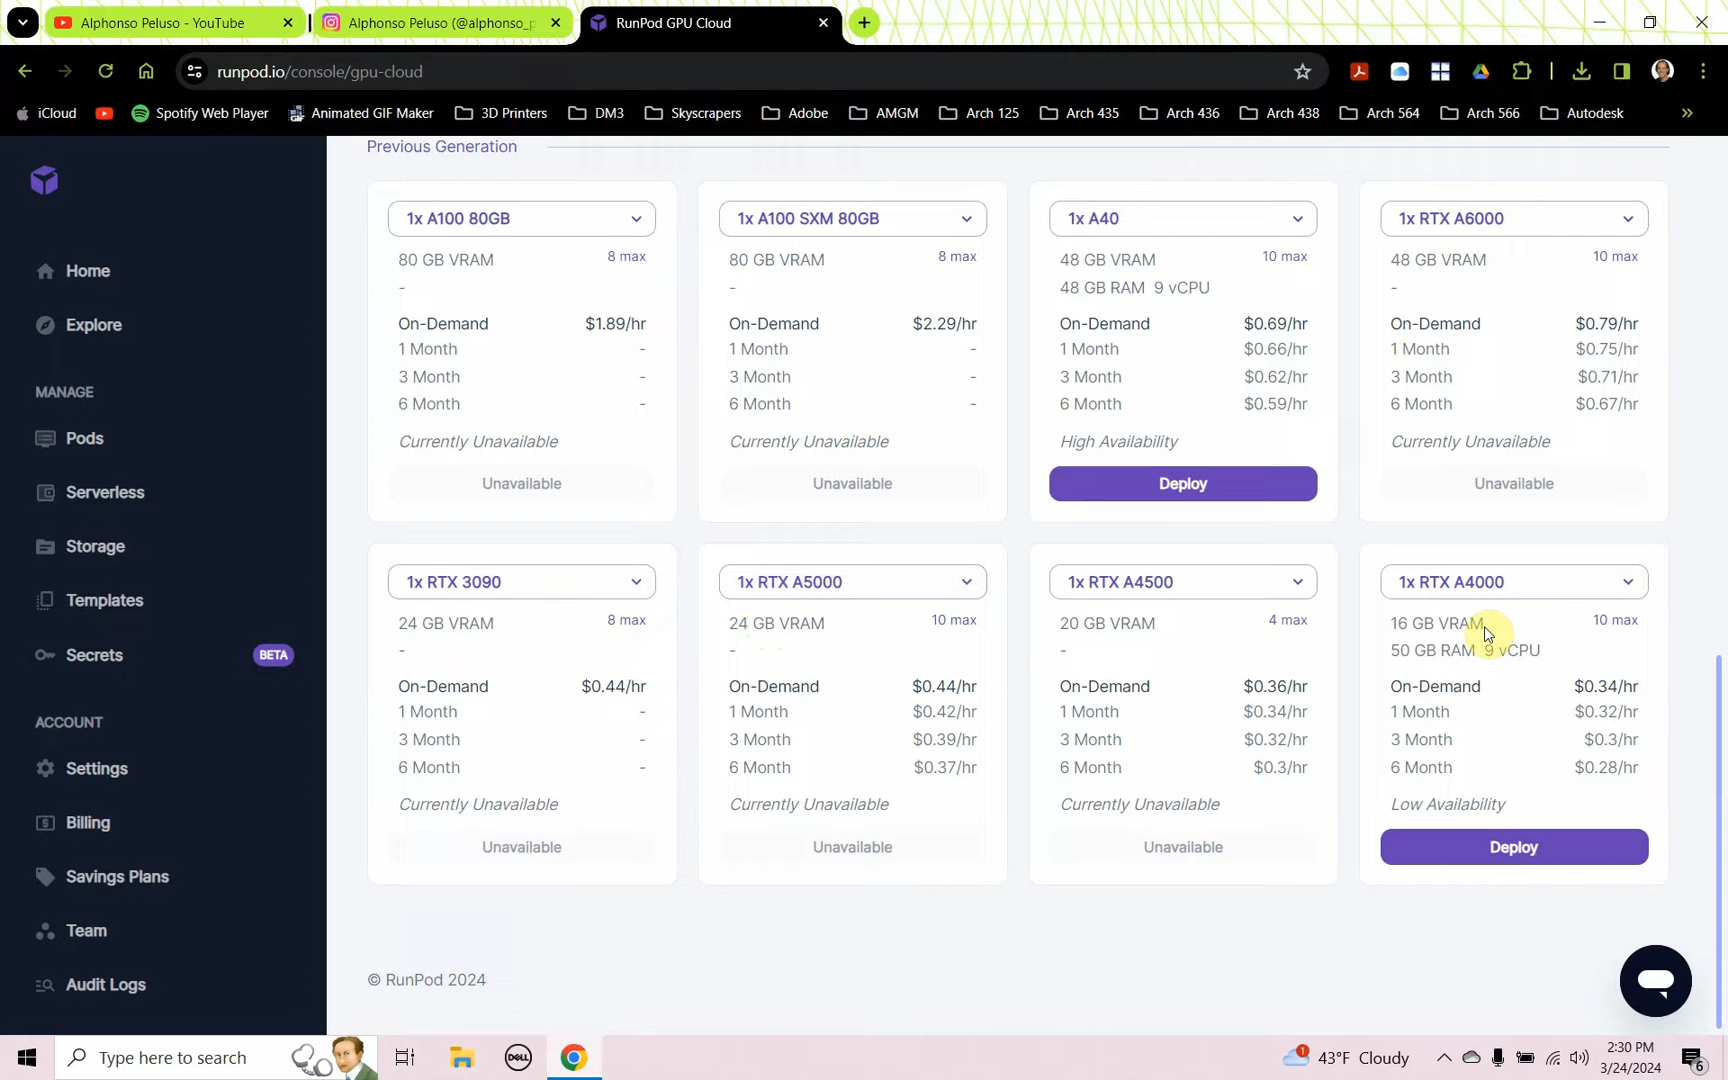 Alphonso Peluso - YouTube
Alphonso Peluso (@alphonso_p
RunPod GPU Cloud
runpod.io/console/gpu-cloud
iCloud
Spotify Web Player
Animated GIF Maker
3D Printers
DM3
Skyscrapers
Adobe
AMGM
Arch 125
Arch 435
Arch 436
Arch 438
Arch 564
Arch 566
Autodesk
Home
Explore
MANAGE
Pods
Serverless
Storage
Templates
Secrets BETA
ACCOUNT
Settings
Billing
Savings Plans
Team
Audit Logs
Previous Generation
1x A100 80GB
80 GB VRAM 8 max
-
On-Demand $1.89/hr
1 Month -
3 Month -
6 Month -
Currently Unavailable
Unavailable
1x A100 SXM 80GB
80 GB VRAM 8 max
-
On-Demand $2.29/hr
1 Month -
3 Month -
6 Month -
Currently Unavailable
Unavailable
1x A40
48 GB VRAM 10 max
48 GB RAM 9 vCPU
On-Demand $0.69/hr
1 Month $0.66/hr
3 Month $0.62/hr
6 Month $0.59/hr
High Availability
Deploy
1x RTX A6000
48 GB VRAM 10 max
-
On-Demand $0.79/hr
1 Month $0.75/hr
3 Month $0.71/hr
6 Month $0.67/hr
Currently Unavailable
Unavailable
1x RTX 3090
24 GB VRAM 8 max
-
On-Demand $0.44/hr
1 Month -
3 Month -
6 Month -
Currently Unavailable
Unavailable
1x RTX A5000
24 GB VRAM 10 max
-
On-Demand $0.44/hr
1 Month $0.42/hr
3 Month $0.39/hr
6 Month $0.37/hr
Currently Unavailable
Unavailable
1x RTX A4500
20 GB VRAM 4 max
-
On-Demand $0.36/hr
1 Month $0.34/hr
3 Month $0.32/hr
6 Month $0.3/hr
Currently Unavailable
Unavailable
1x RTX A4000
16 GB VRAM 10 max
50 GB RAM 9 vCPU
On-Demand $0.34/hr
1 Month $0.32/hr
3 Month $0.3/hr
6 Month $0.28/hr
Low Availability
Deploy
© RunPod 2024
Type here to search
DELL
1
43°F Cloudy
2:30 PM
3/24/2024
6